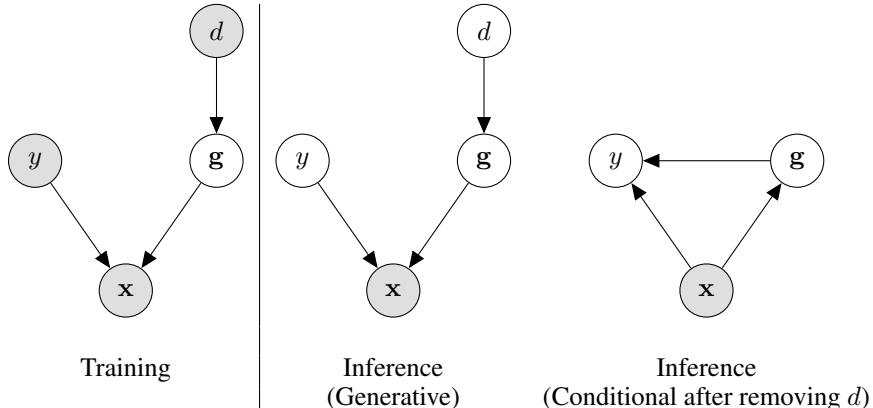 d
d
y
g
y
g
y
g
x
x
x
Training
Inference
(Generative)
Inference
(Conditional after removing d)